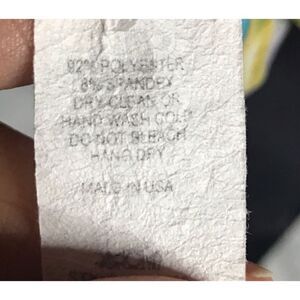 92% POLYESTER
8% SPANDEX
DRY CLEAN OR
HAND WASH COLD
DO NOT BLEACH
HANG DRY
MADE IN USA